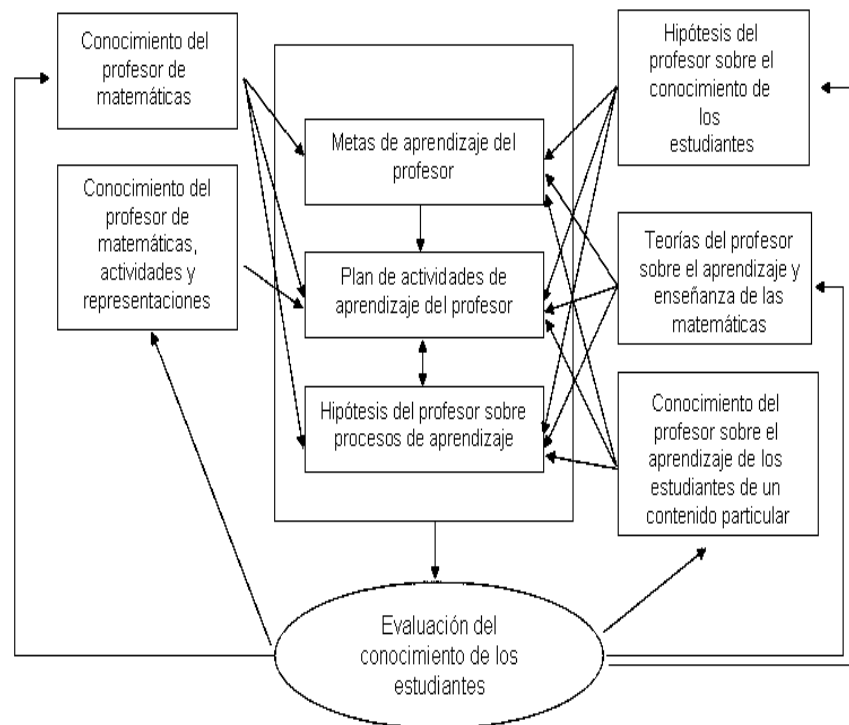 Conocimiento del
profesor de
matemáticas
Conocimiento del
profesor de
matemáticas,
actividades y
representaciones
Metas de aprendizaje del
profesor
Plan de actividades de
aprendizaje del profesor
Hipótesis del profesor sobre
procesos de aprendizaje
Hipótesis del
profesor sobre el
conocimiento de
los
estudiantes
Teorías del profesor
sobre el aprendizaje y
enseñanza de las
matemáticas
Conocimiento del
profesor sobre el
aprendizaje de los
estudiantes de un
contenido particular
Evaluación del
conocimiento de los
estudiantes